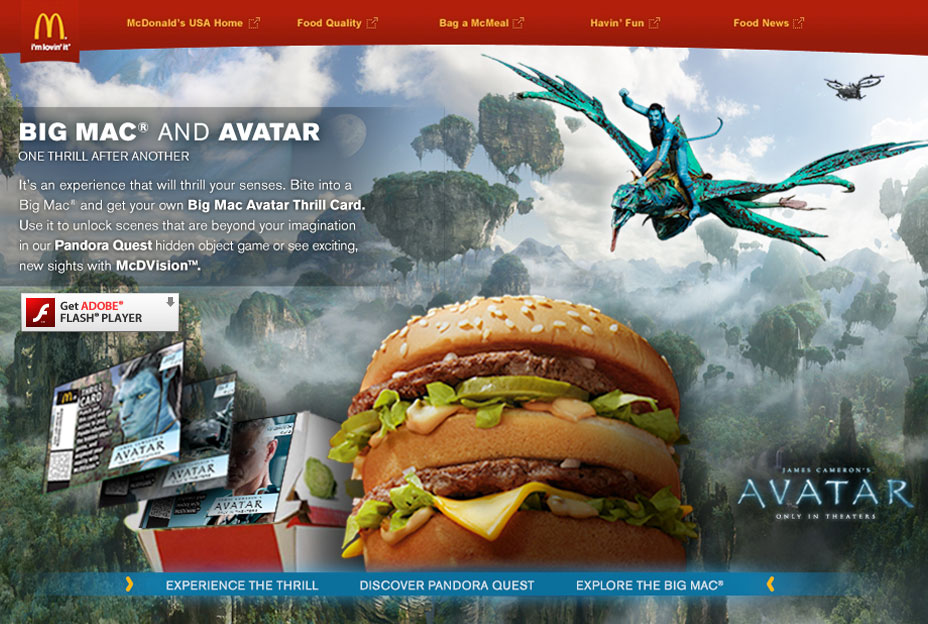 McDonald's USA Home
Food Quality
Bag a McMeal
Havin' Fun
Food News
i'm lovin' it®
BIG MAC® AND AVATAR
ONE THRILL AFTER ANOTHER
It's an experience that will thrill your senses. Bite into a
Big Mac® and get your own Big Mac Avatar Thrill Card.
Use it to unlock scenes that are beyond your imagination
in our Pandora Quest hidden object game or see exciting,
new sights with McDVision™.
Get ADOBE®
FLASH® PLAYER
THRILL
CARD
AVATAR
AVATAR
AVATAR
JAMES CAMERON'S
AVATAR
ONLY IN THEATERS
EXPERIENCE THE THRILL
DISCOVER PANDORA QUEST
EXPLORE THE BIG MAC®